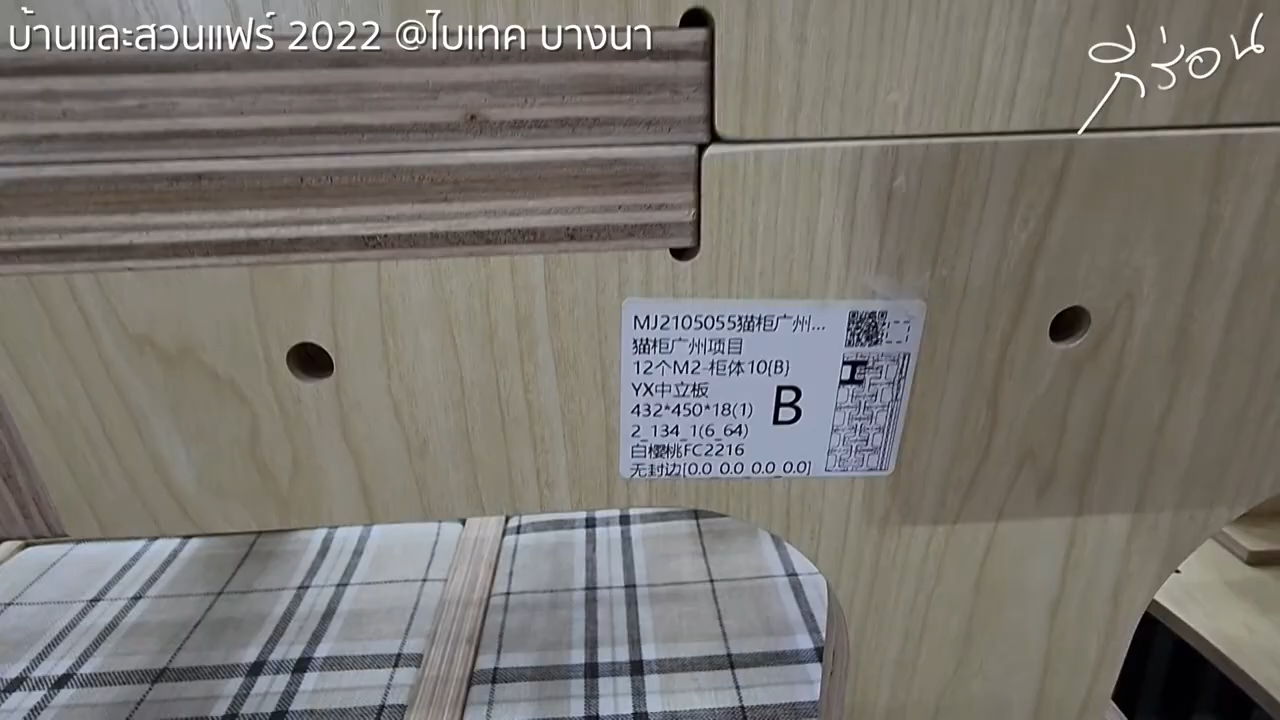 บ้านและสวนแฟร์ 2022 @ไบเทค บางนา
กีร่อน
MJ2105055猫柜广州...
猫柜广州项目
12个M2-柜体10(B)
YX中立板
432*450*18(1)
B
2_134_1(6_64)
白樱桃FC2216
无封边[0.0 0.0 0.0 0.0]